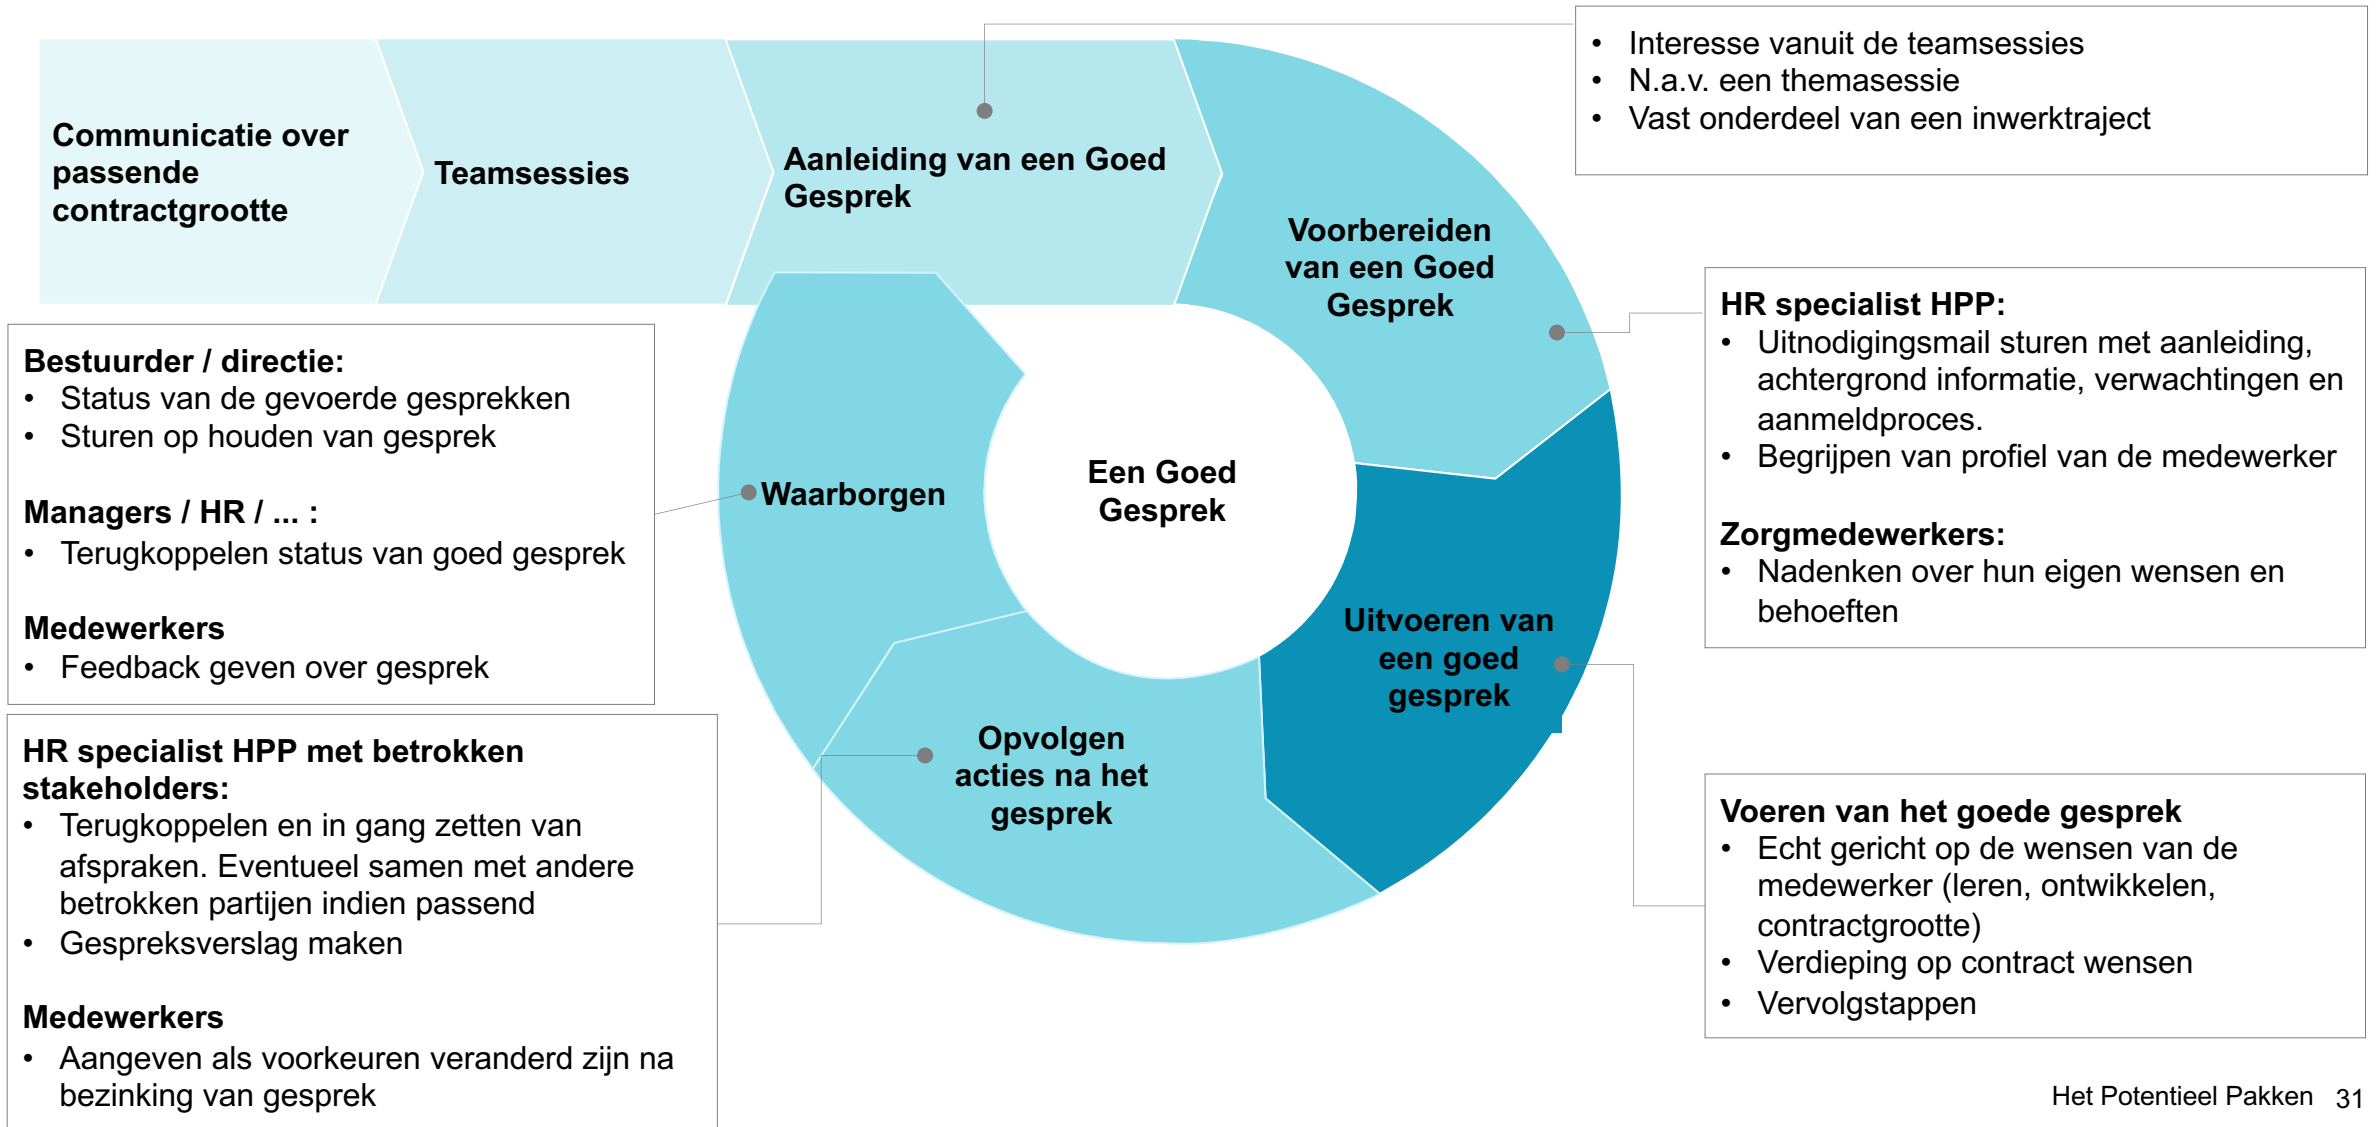 Communicatie over
passende
contractgrootte
Teamsessies
Aanleiding van een Goed
Gesprek
• Interesse vanuit de teamsessies
• N.a.v. een themasessie
• Vast onderdeel van een inwerktraject
Voorbereiden
van een Goed
Gesprek
HR specialist HPP:
• Uitnodigingsmail sturen met aanleiding,
achtergrond informatie, verwachtingen en
aanmeldproces.
• Begrijpen van profiel van de medewerker
Zorgmedewerkers:
• Nadenken over hun eigen wensen en
behoeften
Bestuurder / directie:
• Status van de gevoerde gesprekken
• Sturen op houden van gesprek
Managers / HR / ... :
• Terugkoppelen status van goed gesprek
Medewerkers
• Feedback geven over gesprek
Waarborgen
Een Goed
Gesprek
Uitvoeren van
een goed
gesprek
Opvolgen
acties na het
gesprek
HR specialist HPP met betrokken
stakeholders:
• Terugkoppelen en in gang zetten van
afspraken. Eventueel samen met andere
betrokken partijen indien passend
• Gespreksverslag maken
Medewerkers
• Aangeven als voorkeuren veranderd zijn na
bezinking van gesprek
Voeren van het goede gesprek
• Echt gericht op de wensen van de
medewerker (leren, ontwikkelen,
contractgrootte)
• Verdieping op contract wensen
• Vervolgstappen
Het Potentieel Pakken 31